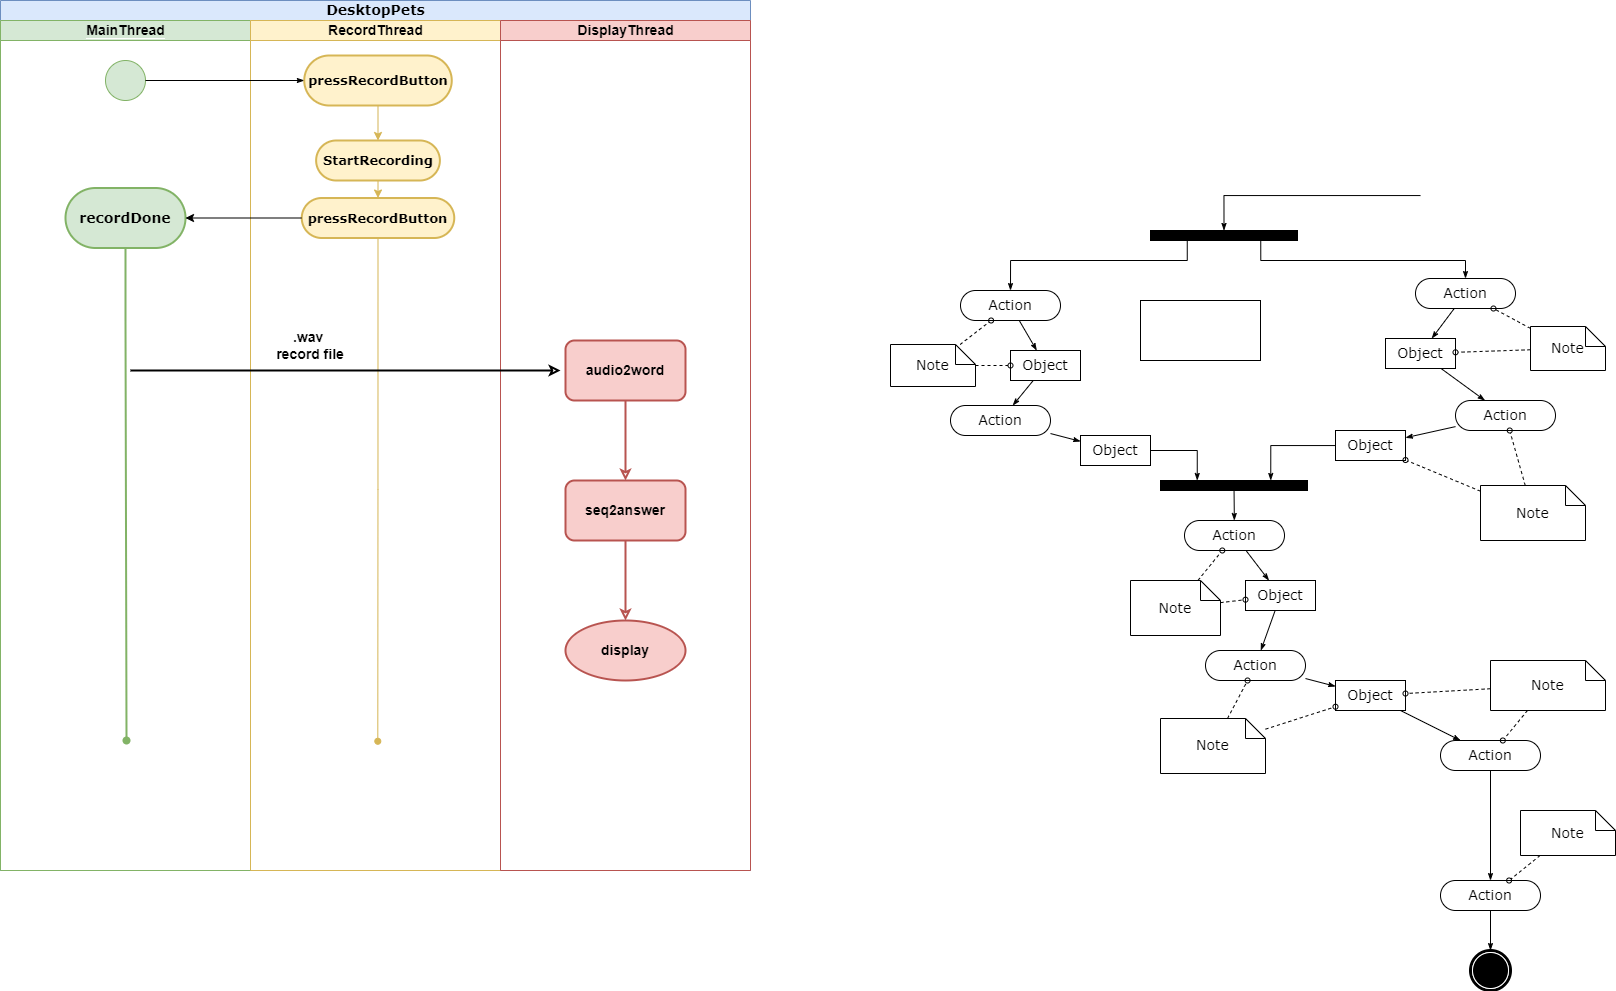 DesktopPets
MainThread
RecordThread
DisplayThread
pressRecordButton
StartRecording
recordDone
pressRecordButton
.wav
record file
audio2word
seq2answer
display
Action
Action
Note
Object
Object
Note
Action
Action
Object
Object
Note
Action
Note
Object
Action
Object
Note
Note
Action
Note
Action